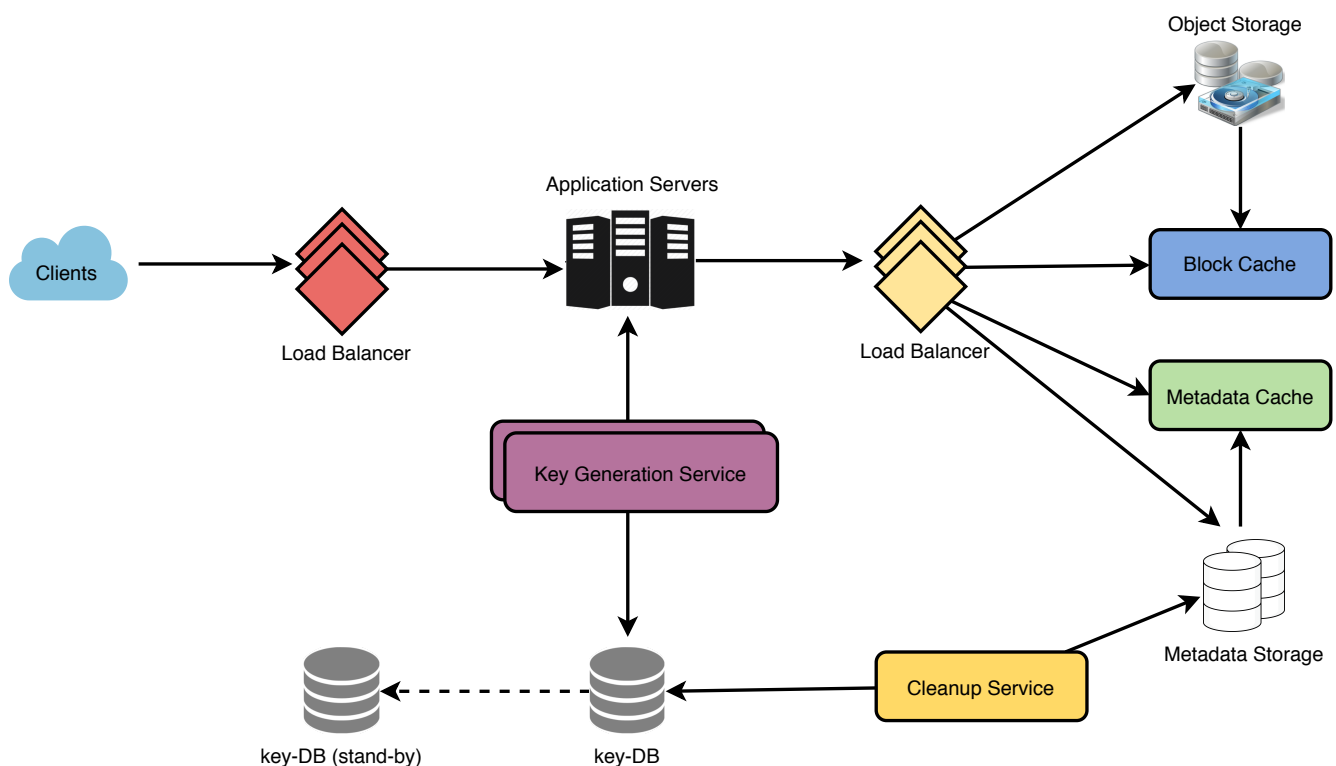 Object Storage
Application Servers
Clients
Block Cache
Load Balancer
Load Balancer
Metadata Cache
Key Generation Service
Metadata Storage
Cleanup Service
key-DB (stand-by)
key-DB